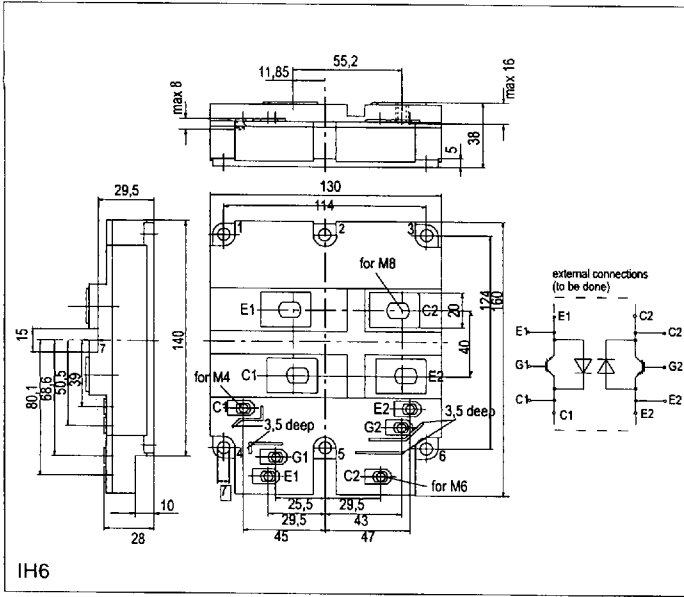 55,2
11,85
max 8
max 16
5
38
29,5
130
114
1
2
3
for M8
E1
C2
20
124
160
40
15
7
140
80,1
68,6
50,5
39
C1
E2
for M4
C1
E2
3,5 deep
G2
3,5 deep
4
G1
5
6
E1
C2
7
for M6
10
28
25,5
29,5
29,5
43
45
47
external connections
(to be done)
E1
C2
E1
C2
G1
G2
C1
E2
C1
E2
IH6